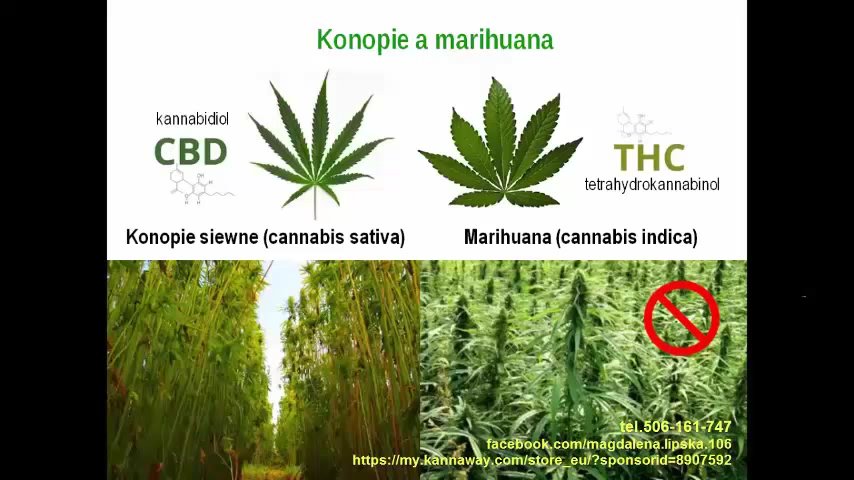 Konopie a marihuana
kannabidiol
CBD
THC
tetrahydrokannabinol
Konopie siewne (cannabis sativa)
Marihuana (cannabis indica)
tel.506-161-747
facebook.com/magdalena.lipska.106
https://my.kannaway.com/store_eu/?sponsorid=8907592